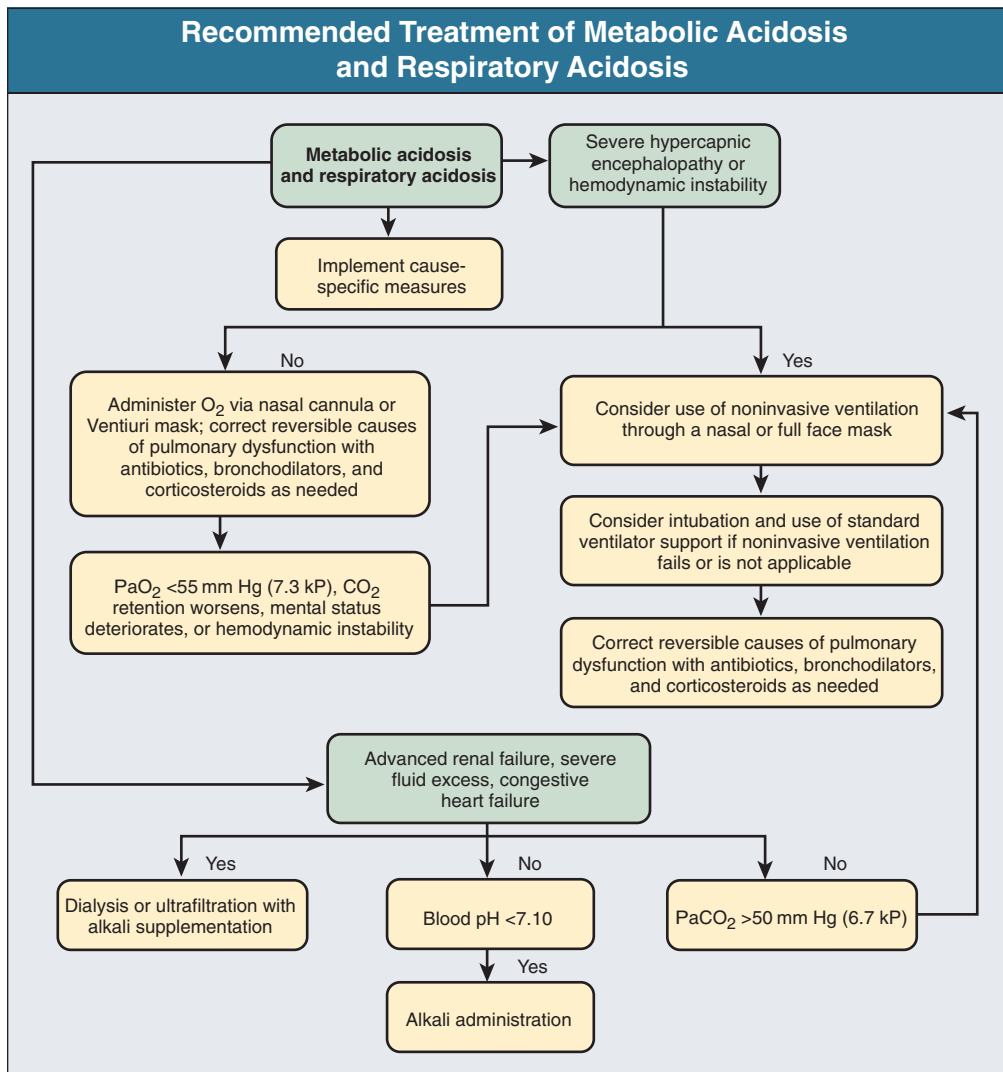 Recommended Treatment of Metabolic Acidosis
and Respiratory Acidosis
Metabolic acidosis
and respiratory acidosis
Severe hypercapnic
encephalopathy or
hemodynamic instability
Implement cause-
specific measures
No
Yes
Administer O2 via nasal cannula or
Ventiuri mask; correct reversible causes
of pulmonary dysfunction with
antibiotics, bronchodilators, and
corticosteroids as needed
Consider use of noninvasive ventilation
through a nasal or full face mask
Consider intubation and use of standard
ventilator support if noninvasive ventilation
fails or is not applicable
PaO2 <55 mm Hg (7.3 kP), CO2
retention worsens, mental status
deteriorates, or hemodynamic instability
Correct reversible causes of pulmonary
dysfunction with antibiotics, bronchodilators,
and corticosteroids as needed
Advanced renal failure, severe
fluid excess, congestive
heart failure
Yes
No
No
Dialysis or ultrafiltration with
alkali supplementation
Blood pH <7.10
PaCO2 >50 mm Hg (6.7 kP)
Yes
Alkali administration